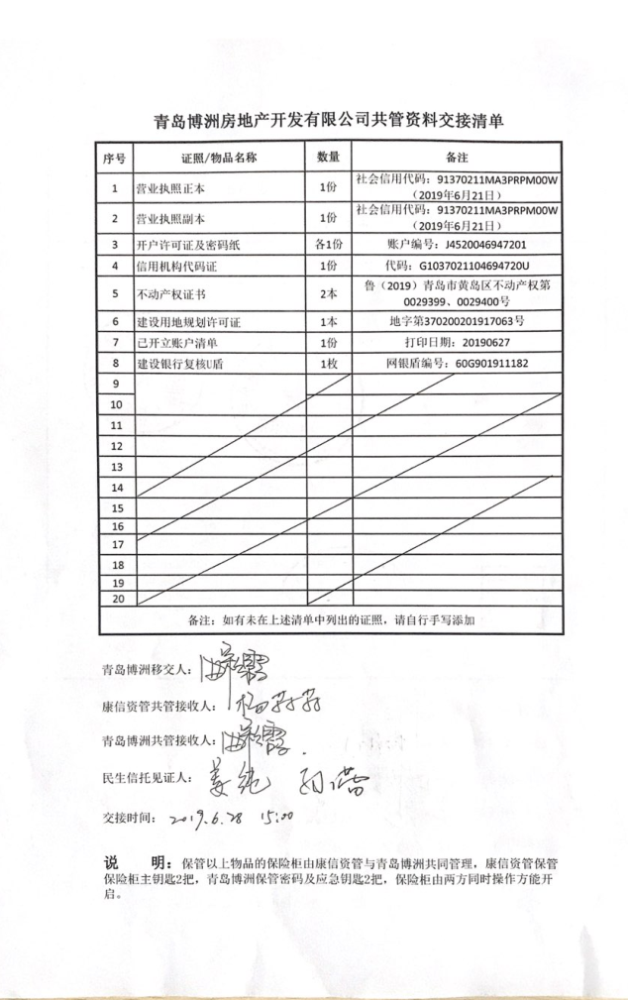 青岛博洲房地产开发有限公司共管资料交接清单
序号 证照/物品名称 数量 备注
1 营业执照正本 1份 社会信用代码：91370211MA3PRPM00W
（2019年6月21日）
2 营业执照副本 1份 社会信用代码：91370211MA3PRPM00W
（2019年6月21日）
3 开户许可证及密码纸 各1份 账户编号：J4520046947201
4 信用机构代码证 1份 代码：G1037021104694720U
5 不动产权证书 2本 鲁（2019）青岛市黄岛区不动产权第
0029399、0029400号
6 建设用地规划许可证 1本 地字第370200201917063号
7 已开立账户清单 1份 打印日期：20190627
8 建设银行复核U盾 1枚 网银盾编号：60G901911182
9
10
11
12
13
14
15
16
17
18
19
20
备注：如有未在上述清单中列出的证照，请自行手写添加
青岛博洲移交人：
康信资管共管接收人：
青岛博洲共管接收人：
民生信托见证人：姜纯
交接时间：2019.6.28 15:00
说 明：保管以上物品的保险柜由康信资管与青岛博洲共同管理，康信资管保管
保险柜主钥匙2把，青岛博洲保管密码及应急钥匙2把，保险柜由两方同时操作方能开
启。